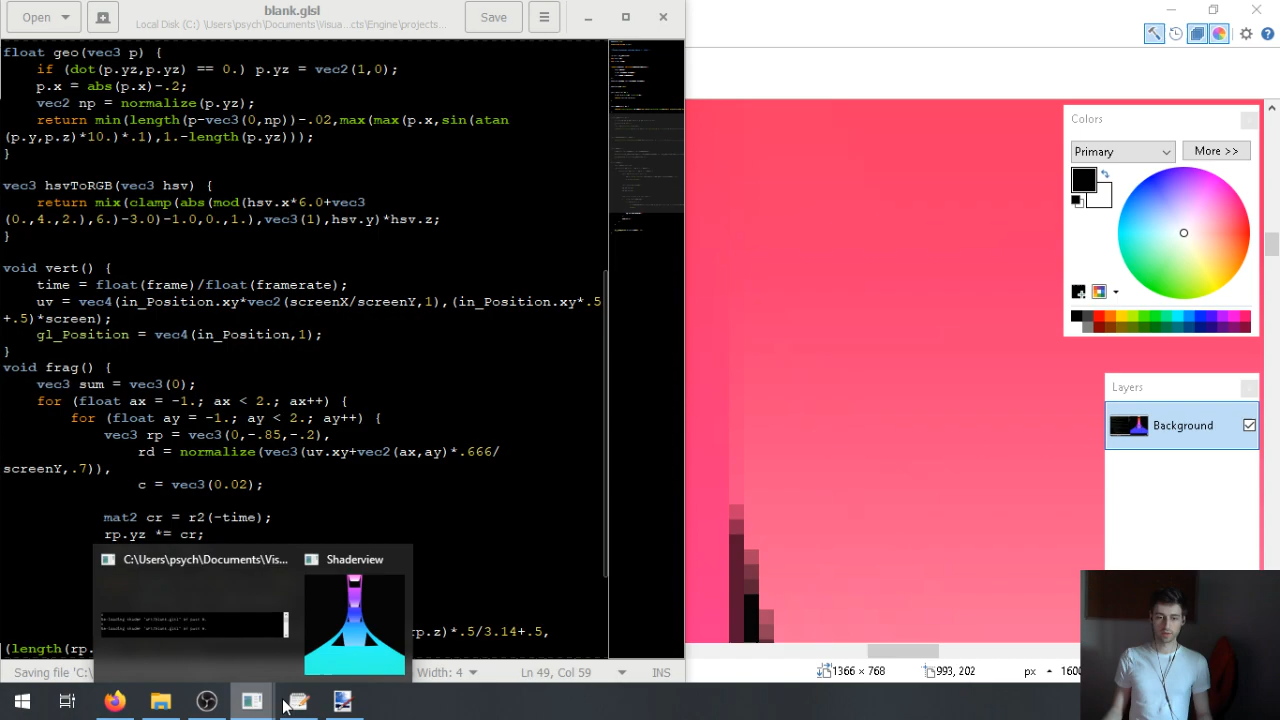 Open
blank.glsl
Local Disk (C:) C:\Users\psych\Documents\Visua...cts\Engine\projects...
Save
float geo(vec3 p) {
if (dot(p.yz,p.yz) == 0.) p.yz = vec2(1,0);
p.x = abs(p.x)-.2;
vec2 np = normalize(p.yz);
return min(length(p-vec3(0,np))-.02,max(max(p.x,sin(atan
(p.y,p.z)*10.)*.1),1.-length(p.yz)));
}
vec3 hsvToRGB(vec3 hsv) {
return mix(clamp(abs(mod(hsv.x*6.0+vec3
(0.,4.,2.),6.)-3.0)-1.0,0.,1.),vec3(1),hsv.y)*hsv.z;
}
void vert() {
time = float(frame)/float(framerate);
uv = vec4(in_Position.xy*vec2(screenX/screenY,1),(in_Position.xy*.5
+.5)*screen);
gl_Position = vec4(in_Position,1);
}
void frag() {
vec3 sum = vec3(0);
for (float ax = -1.; ax < 2.; ax++) {
for (float ay = -1.; ay < 2.; ay++) {
vec3 rp = vec3(0,-.85,-.2),
rd = normalize(vec3(uv.xy+vec2(ax,ay)*.666/
screenY,.7)),
c = vec3(0.02);
mat2 cr = r2(-time);
rp.yz *= cr;
C:\Users\psych\Documents\Vis...
Shaderview
rp.z)*.5/3.14+.5,
(length(rp.
Saving file 'C:\
Width: 4
Ln 49, Col 59
INS
Colors
Primary
More >>
Layers
Background
1366 × 768
993, 202
px